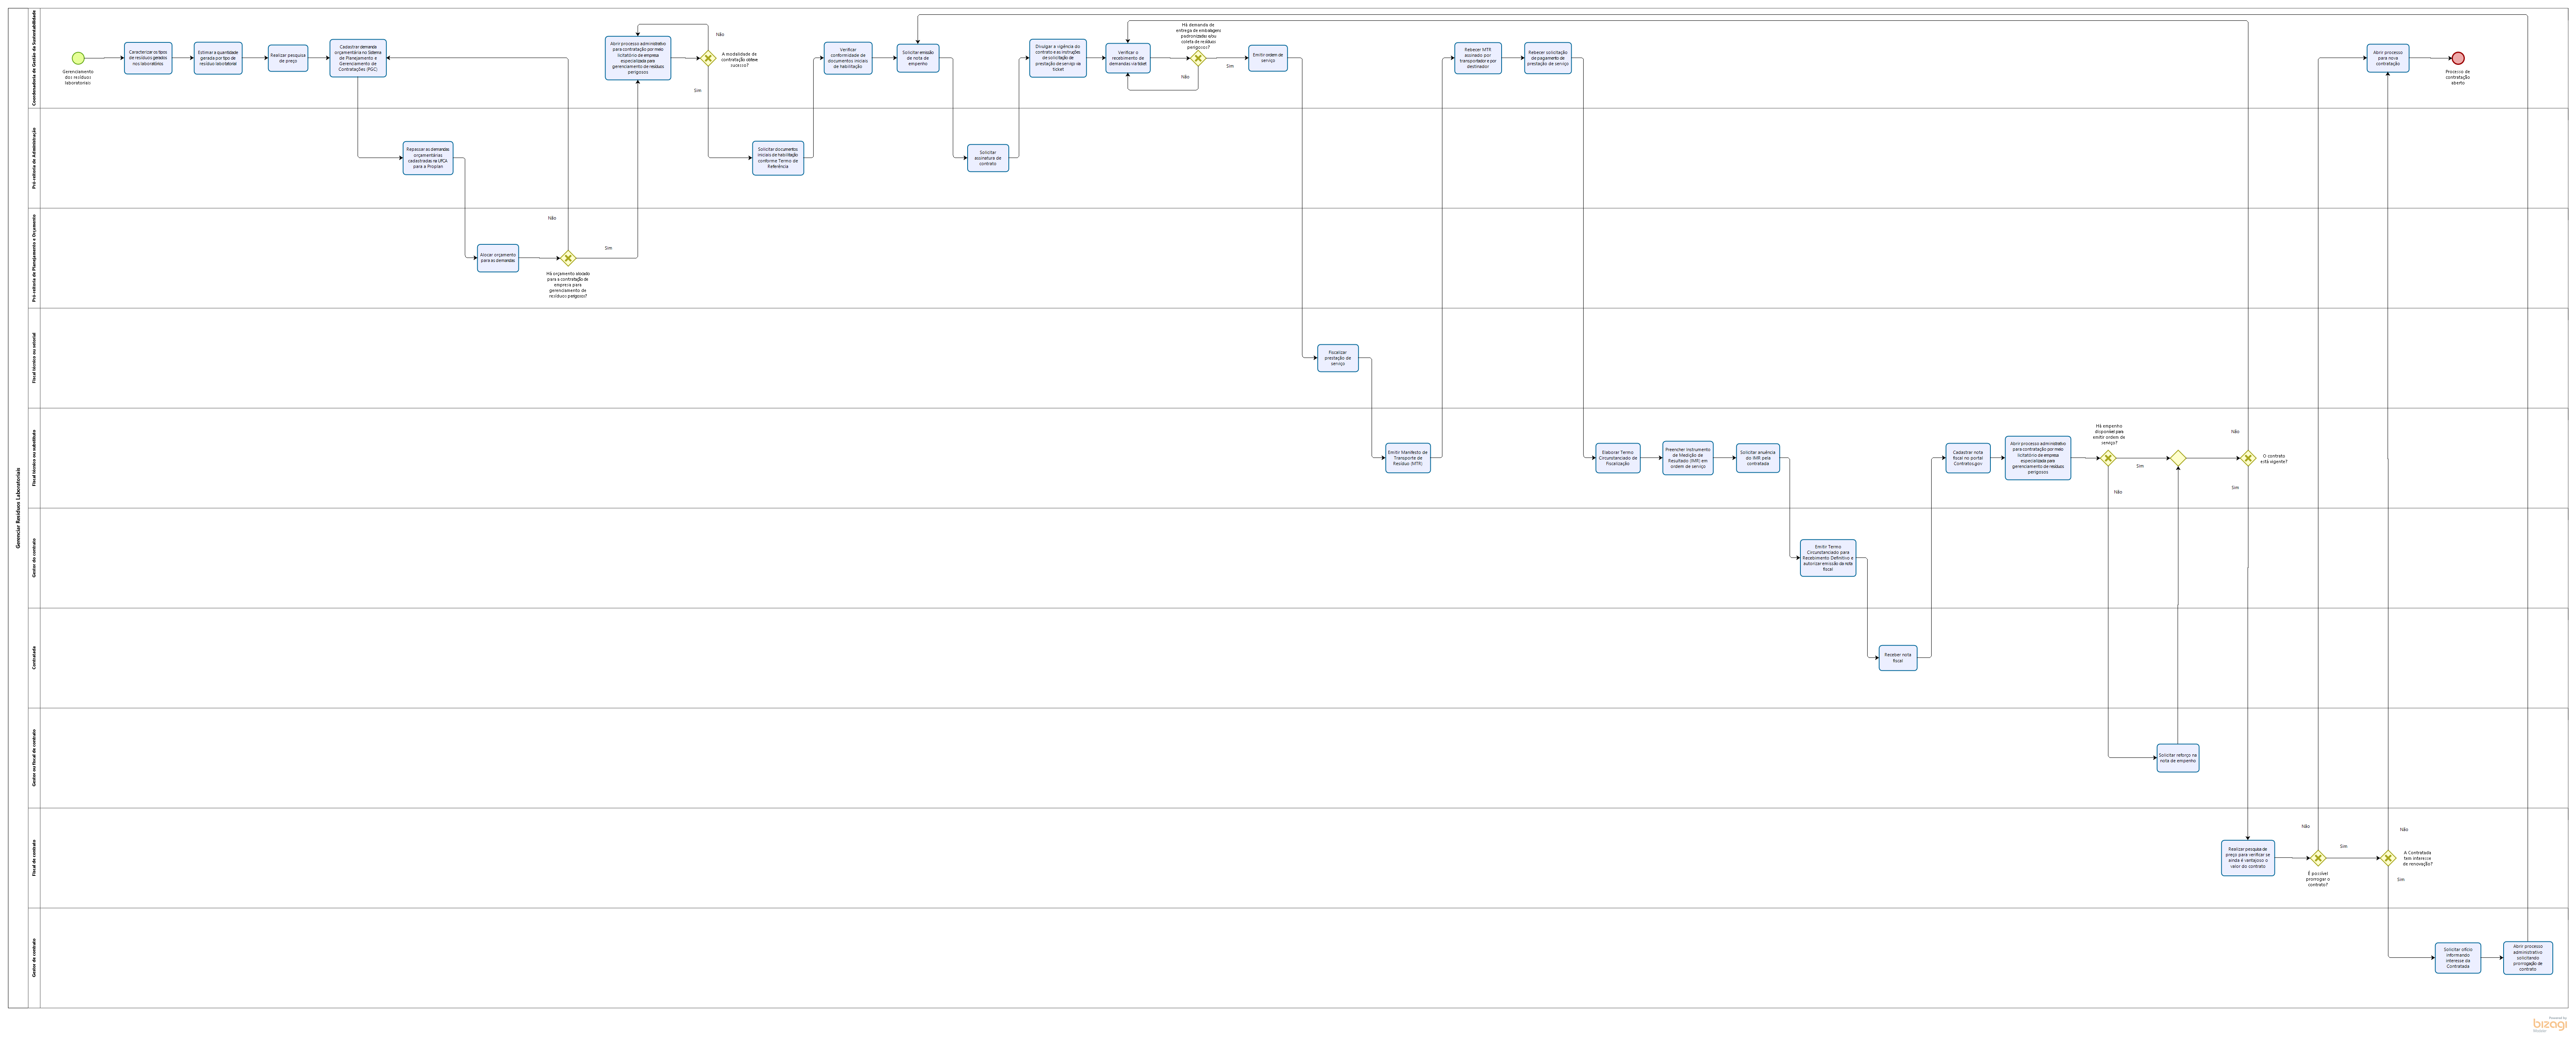 Gerenciar Resíduos Laboratoriais
Coordenadoria de Gestão da Sustentabilidade
Gerenciamento
dos resíduos
laboratoriais
Caracterizar os tipos
de resíduos gerados
nos laboratórios
Estimar a quantidade
gerada por tipo de
resíduo laboratorial
Realizar pesquisa
de preço
Cadastrar demanda
orçamentária no Sistema
de Planejamento e
Gerenciamento de
Contratações (PGC)
Abrir processo administrativo
para contratação por meio
licitatório de empresa
especializada para
gerenciamento de resíduos
perigosos
Não
A modalidade de
contratação obteve
sucesso?
Sim
Verificar
conformidade de
documentos iniciais
de habilitação
Solicitar emissão
de nota de
empenho
Divulgar a vigência do
contrato e as instruções
de solicitação de
prestação de serviço via
ticket
Verificar o
recebimento de
demandas via ticket
Há demanda de
entrega de embalagens
padronizadas e/ou
coleta de resíduos
perigosos?
Sim
Não
Emitir ordem de
serviço
Rebecer MTR
assinado por
transportador e por
destinador
Rebecer solicitação
de pagamento de
prestação de serviço
Abrir processo
para nova
contratação
Processo de
contratação
aberto
Pró-reitoria de Administração
Repassar as demandas
orçamentárias
cadastradas na UFCA
para a Proplan
Solicitar documentos
iniciais de habilitação
conforme Termo de
Referência
Solicitar
assinatura de
contrato
Pró-reitoria de Planejamento e Orçamento
Alocar orçamento
para as demandas
Não
Sim
Há orçamento alocado
para a contratação de
empresa para
gerenciamento de
resíduos perigosos?
Fiscal técnico ou setorial
Fiscalizar
prestação de
serviço
Fiscal técnico ou substituto
Emitir Manifesto de
Transporte de
Resíduo (MTR)
Elaborar Termo
Circunstanciado de
Fiscalização
Preencher Instrumento
de Medição de
Resultado (IMR) em
ordem de serviço
Solicitar anuência
do IMR pela
contratada
Cadastrar nota
fiscal no portal
Contratos.gov
Abrir processo administrativo
para contratação por meio
licitatório de empresa
especializada para
gerenciamento de resíduos
perigosos
Há empenho
disponível para
emitir ordem de
serviço?
Sim
Não
Não
O contrato
está vigente?
Sim
Gestor do contrato
Emitir Termo
Circunstanciado para
Recebimento Definitivo e
autorizar emissão da nota
fiscal
Contratada
Receber nota
fiscal
Gestor ou fiscal de contrato
Solicitar reforço na
nota de empenho
Fiscal de contrato
Realizar pesquisa de
preço para verificar se
ainda é vantajoso o
valor do contrato
Não
É possível
prorrogar o
contrato?
Sim
Não
A Contratada
tem interesse
de renovação?
Sim
Gestor de contrato
Solicitar ofício
informando
interesse da
Contratada
Abrir processo
administrativo
solicitando
prorrogação de
contrato
Powered by
bizagi
Modeler